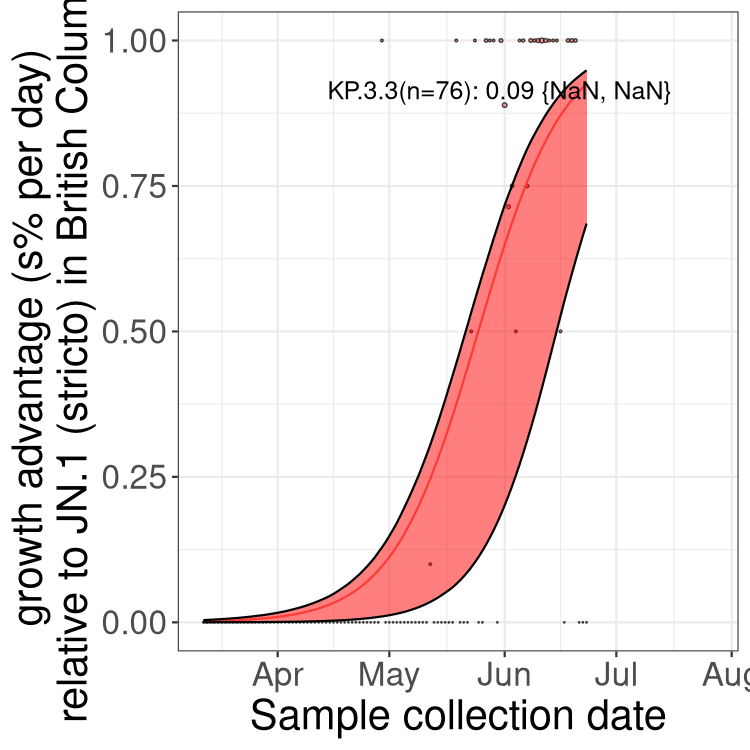 growth advantage (s% per day)
relative to JN.1 (stricto) in British Colum
1.00
0.75
0.50
0.25
0.00
KP.3.3(n=76): 0.09 {NaN, NaN}
Apr May Jun Jul Aug
Sample collection date